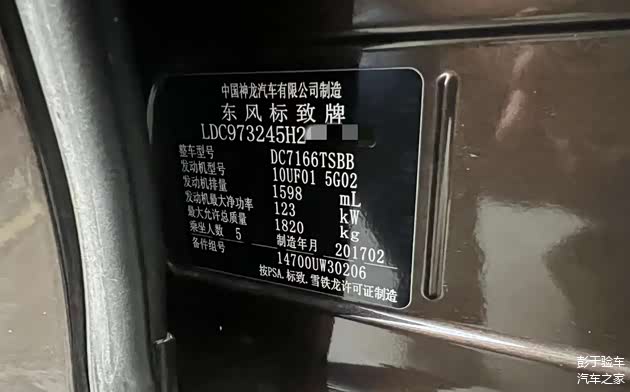 中国神龙汽车有限公司制造
东风标致牌
LDC973245H2
整车型号 DC7166TSBB
发动机型号 10UF01 5G02
发动机排量 1598 mL
发动机最大净功率 123 kW
最大允许总质量 1820 kg
乘坐人数 5 制造年月 201702
备件组号 14700UW30206
按PSA.标致.雪铁龙许可证制造
彭于验车
汽车之家